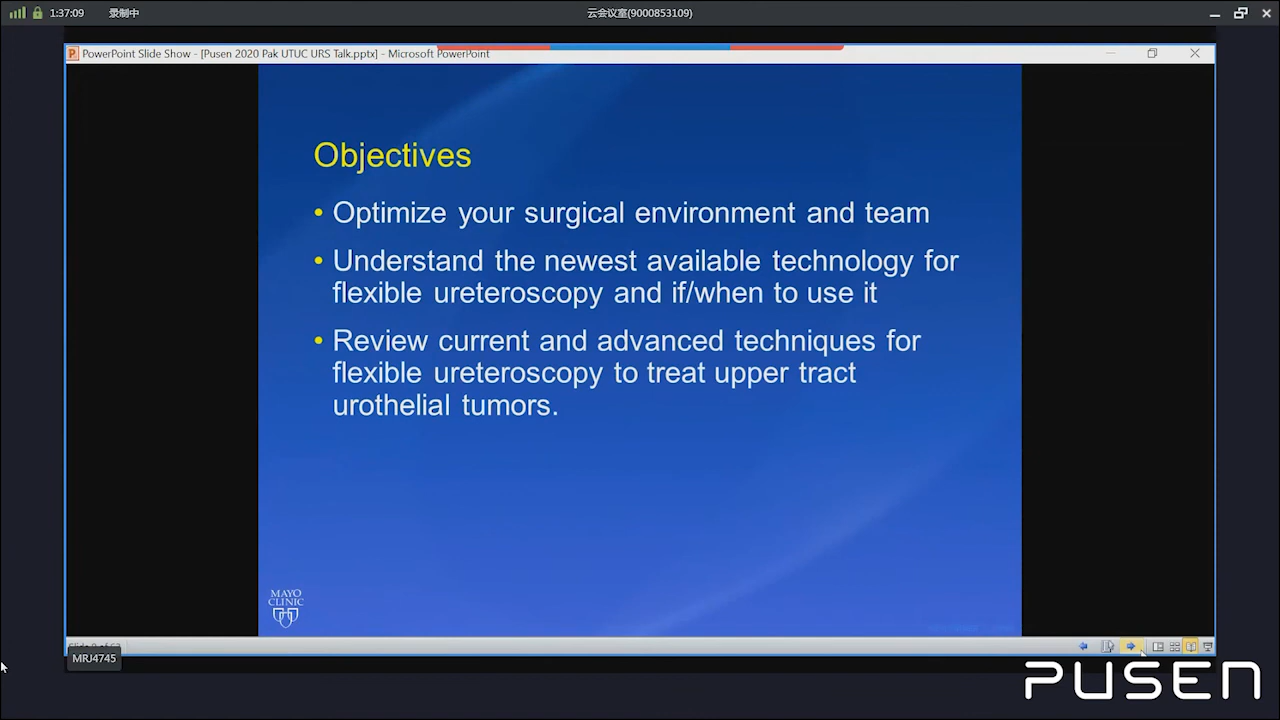 1:37:09 录制中 云会议室(9000853109)
PowerPoint Slide Show - [Pusen 2020 Pak UTUC URS Talk.pptx] - Microsoft PowerPoint
Objectives
• Optimize your surgical environment and team
• Understand the newest available technology for
flexible ureteroscopy and if/when to use it
• Review current and advanced techniques for
flexible ureteroscopy to treat upper tract
urothelial tumors.
MAYO
CLINIC
MRJ4745
PUSEN